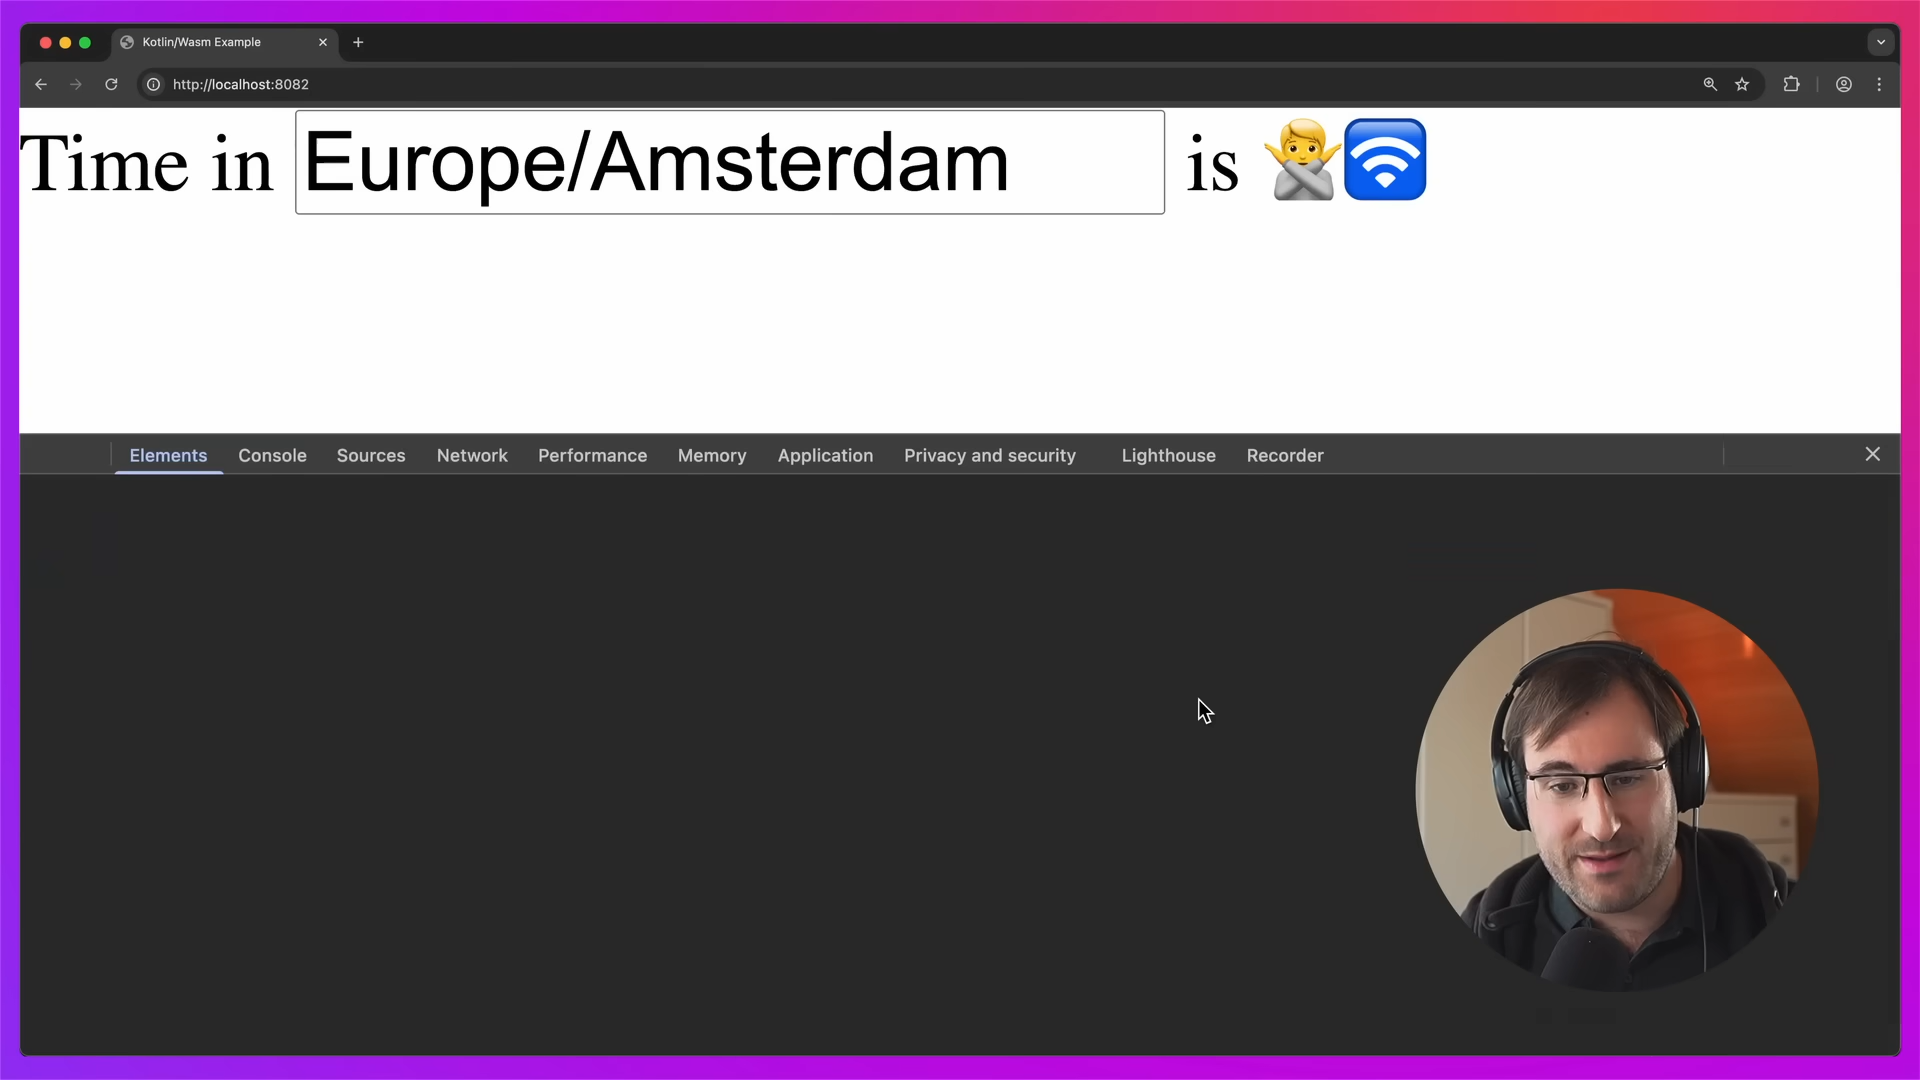 Kotlin/Wasm Example
http://localhost:8082
Time in Europe/Amsterdam is 🙅🛜
Elements Console Sources Network Performance Memory Application Privacy and security Lighthouse Recorder